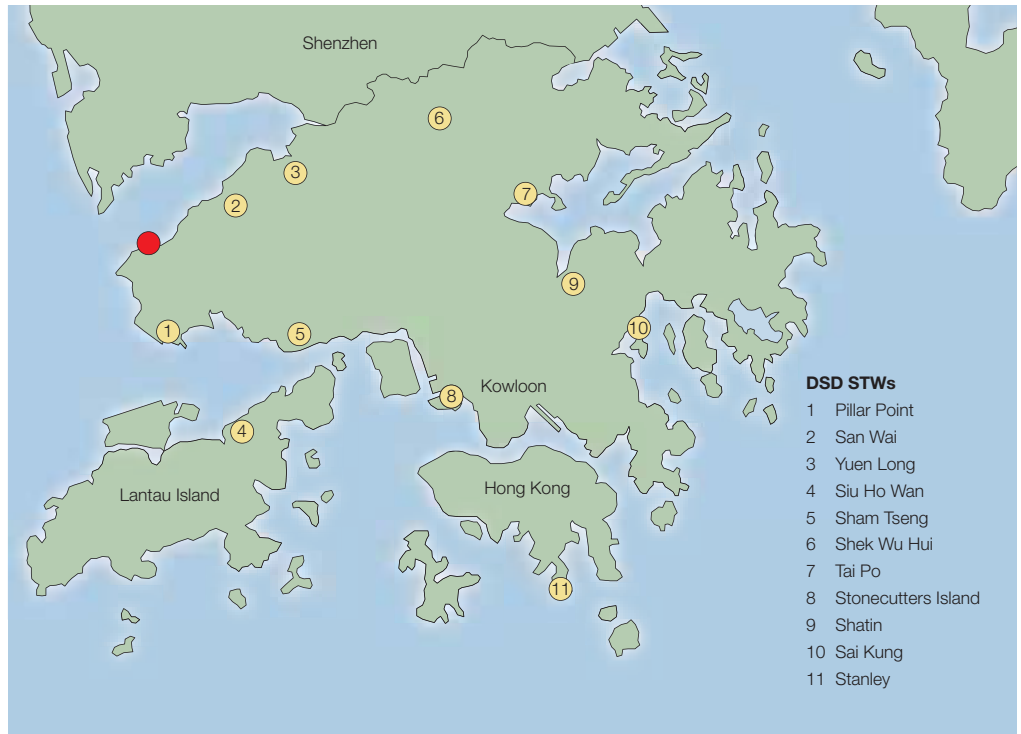 Shenzhen
6
3
7
2
9
1
5
10
Kowloon
8
4
Lantau Island
Hong Kong
11
DSD STWs
1 Pillar Point
2 San Wai
3 Yuen Long
4 Siu Ho Wan
5 Sham Tseng
6 Shek Wu Hui
7 Tai Po
8 Stonecutters Island
9 Shatin
10 Sai Kung
11 Stanley